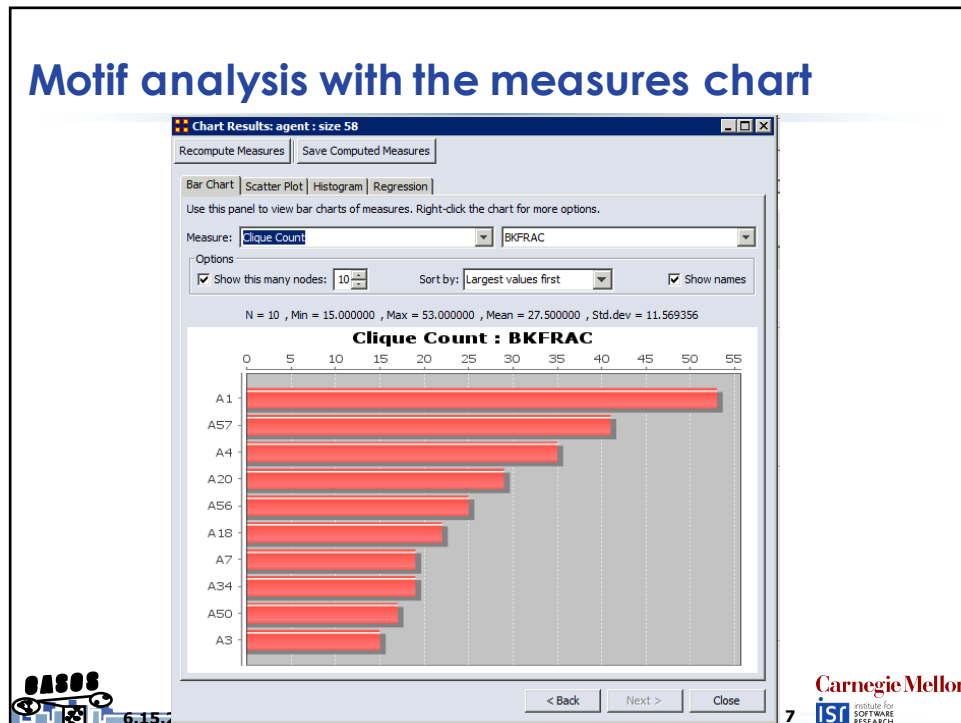 Motif analysis with the measures chart
Chart Results: agent : size 58
Recompute Measures Save Computed Measures
Bar Chart Scatter Plot Histogram Regression
Use this panel to view bar charts of measures. Right-click the chart for more options.
Measure: Clique Count BKFRAC
Options
Show this many nodes: 10 Sort by: Largest values first Show names
N = 10 , Min = 15.000000 , Max = 53.000000 , Mean = 27.500000 , Std.dev = 11.569356
Clique Count : BKFRAC
0 5 10 15 20 25 30 35 40 45 50 55
A1
A57
A4
A20
A56
A18
A7
A34
A50
A3
< Back Next > Close
CASOS
6.15.2
7
Carnegie Mellon
isr institute for
SOFTWARE
RESEARCH